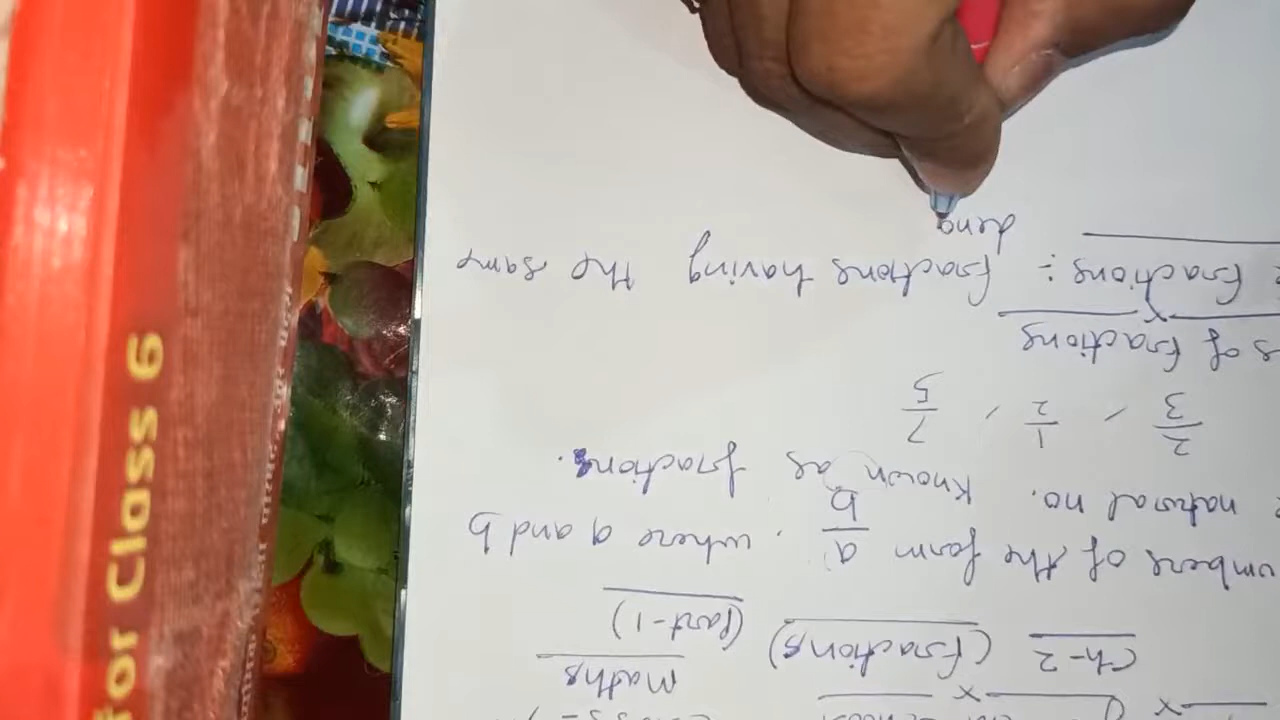 Maths
Ch-2 (Fractions) (Part-1)
of the form a/b, where a and b
natural no. known as fractions.
2/3, 1/2, 7/5
of fractions
fractions :- fractions having the same
deno
For Class 6